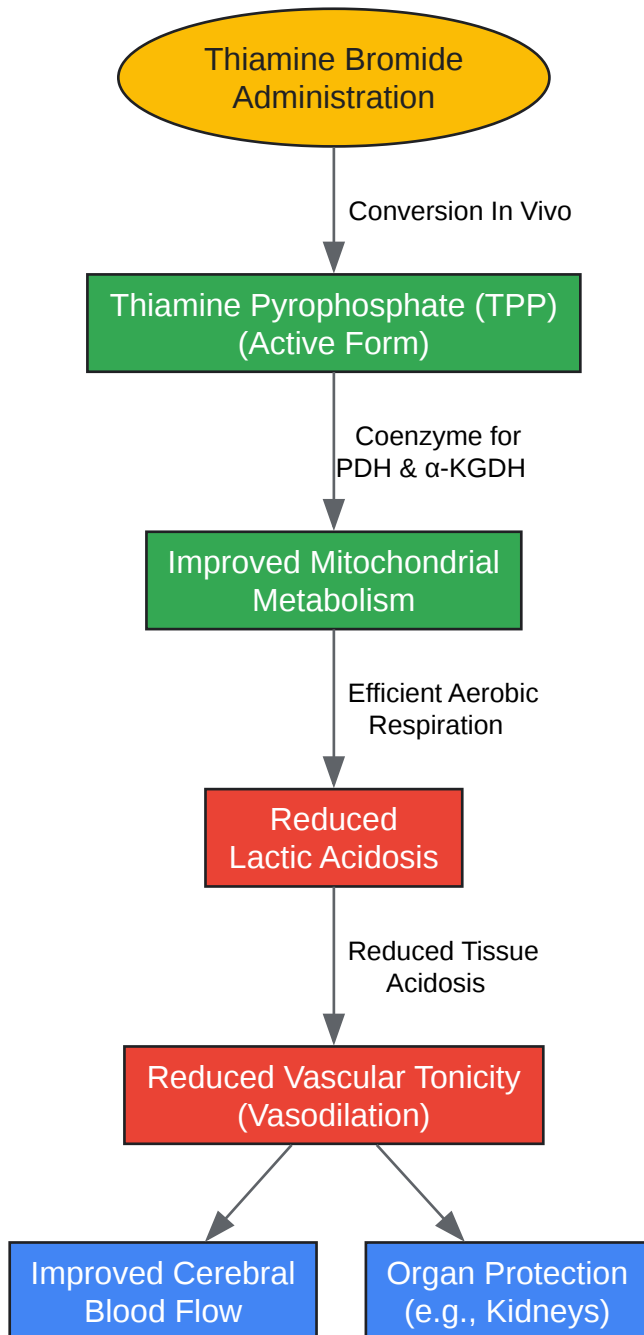 Thiamine Bromide
Administration
Conversion In Vivo
Thiamine Pyrophosphate (TPP)
(Active Form)
Coenzyme for
PDH & α-KGDH
Improved Mitochondrial
Metabolism
Efficient Aerobic
Respiration
Reduced
Lactic Acidosis
Reduced Tissue
Acidosis
Reduced Vascular Tonicity
(Vasodilation)
Improved Cerebral
Blood Flow
Organ Protection
(e.g., Kidneys)